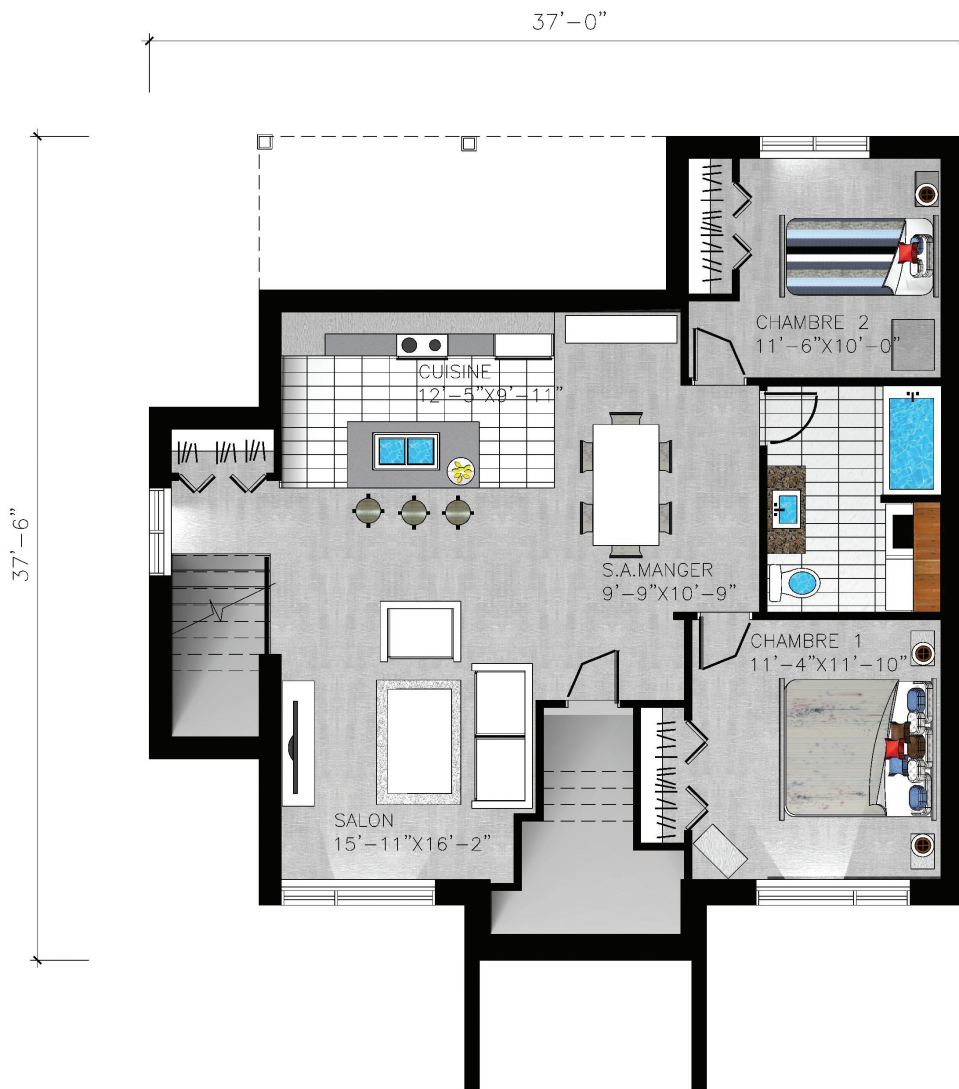 37'-0"
37'-6"
CHAMBRE 2
11'-6"X10'-0"
CUISINE
12'-5"X9'-11"
S.A.MANGER
9'-9"X10'-9"
CHAMBRE 1
11'-4"X11'-10"
SALON
15'-11"X16'-2"